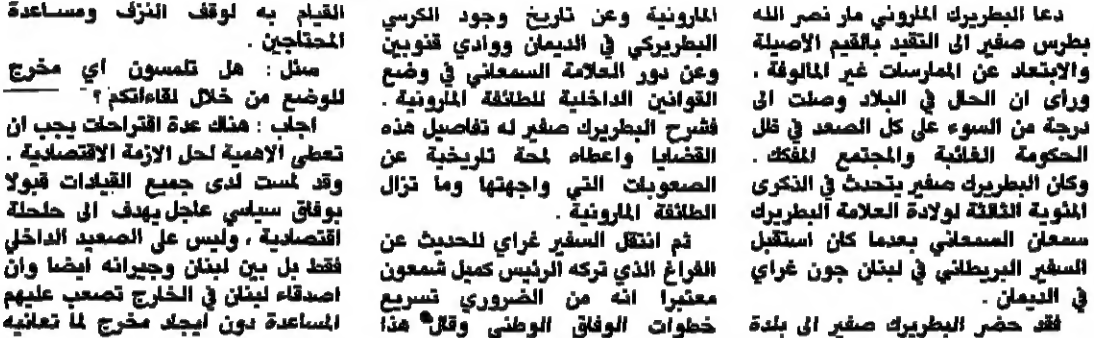 دعا البطريرك الماروني مار نصر الله
بطرس صفير الى التقيد بالقيم الاصيلة
والابتعاد عن الممارسات غير المالوفة .
وراى ان الحال في البلاد وصلت الى
درجة من السوء على كل الصعد في ظل
الحكومة الغائبة والمجتمع المفكك .
وكان البطريرك صفير يتحدث في الذكرى
المئوية الثالثة لولادة العلامة البطريرك
سمعان السمعاني بعدما كان استقبل
السفير البريطاني في لبنان جون غراي
في الديمان .
فقد حضر البطريرك صفير الى بلدة
المارونية وعن تاريخ وجود الكرسي
البطريركي في الديمان ووادي قنوبين
وعن دور العلامة السمعاني في وضع
القوانين الداخلية للطائفة المارونية .
فشرح البطريرك صفير له تفاصيل هذه
القضايا واعطاه لمحة تاريخية عن
الصعوبات التي واجهتها وما تزال
الطائفة المارونية .
ثم انتقل السفير غراي للحديث عن
الفراغ الذي تركه الرئيس كميل شمعون
معتبرا انه من الضروري تسريع
خطوات الوفاق الوطني وقال هذا
القيام به لوقف النزف ومساعدة
المحتاجين .
سئل : هل تلمسون اي مخرج
للوضع من خلال لقاءاتكم ؟
اجاب : هناك عدة اقتراحات يجب ان
تعطى الاهمية لحل الازمة الاقتصادية .
وقد لمست لدى جميع القيادات قبولا
بوفاق سياسي عاجل يهدف الى حلحلة
اقتصادية ، وليس على الصعيد الداخلي
فقط بل بين لبنان وجيرانه ايضا وان
اصدقاء لبنان في الخارج تصعب عليهم
المساعدة دون ايجاد مخرج لما تعانيه